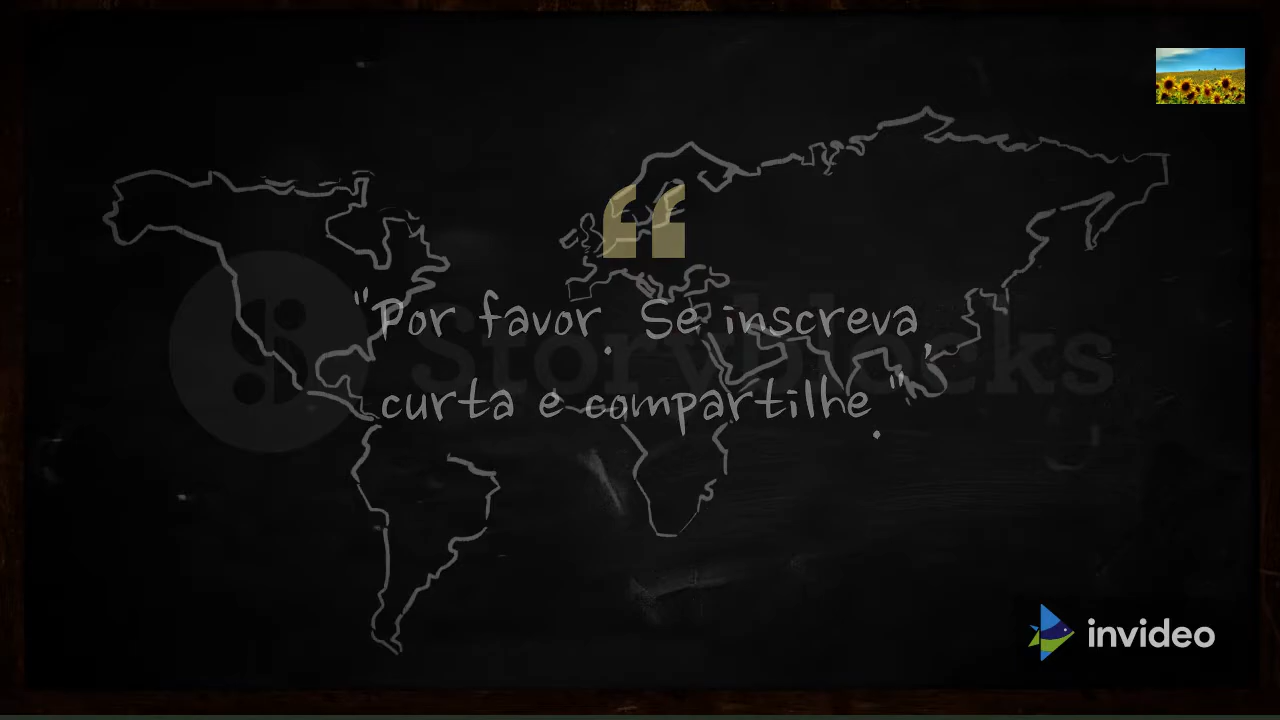 "Por favor. Se inscreva,
Storyblocks
curta e compartilhe."
invideo